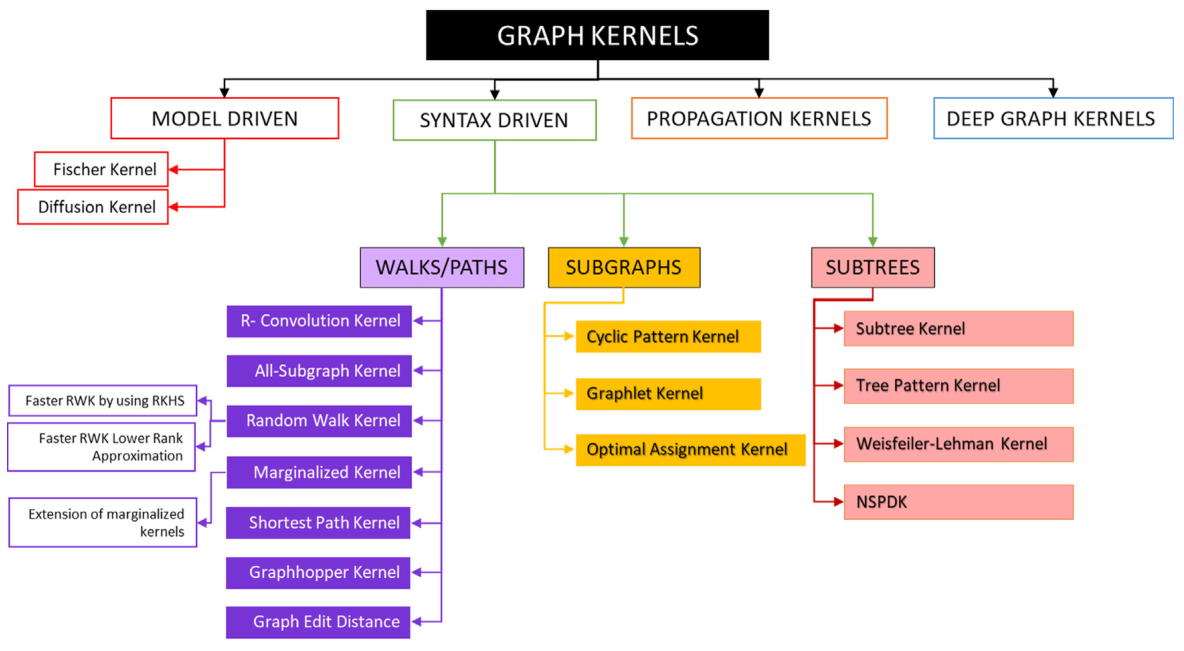 GRAPH KERNELS
MODEL DRIVEN
SYNTAX DRIVEN
PROPAGATION KERNELS
DEEP GRAPH KERNELS
Fischer Kernel
Diffusion Kernel
WALKS/PATHS
SUBGRAPHS
SUBTREES
R- Convolution Kernel
All-Subgraph Kernel
Random Walk Kernel
Faster RWK by using RKHS
Faster RWK Lower Rank
Approximation
Marginalized Kernel
Extension of marginalized
kernels
Shortest Path Kernel
Graphhopper Kernel
Graph Edit Distance
Cyclic Pattern Kernel
Graphlet Kernel
Optimal Assignment Kernel
Subtree Kernel
Tree Pattern Kernel
Weisfeiler-Lehman Kernel
NSPDK